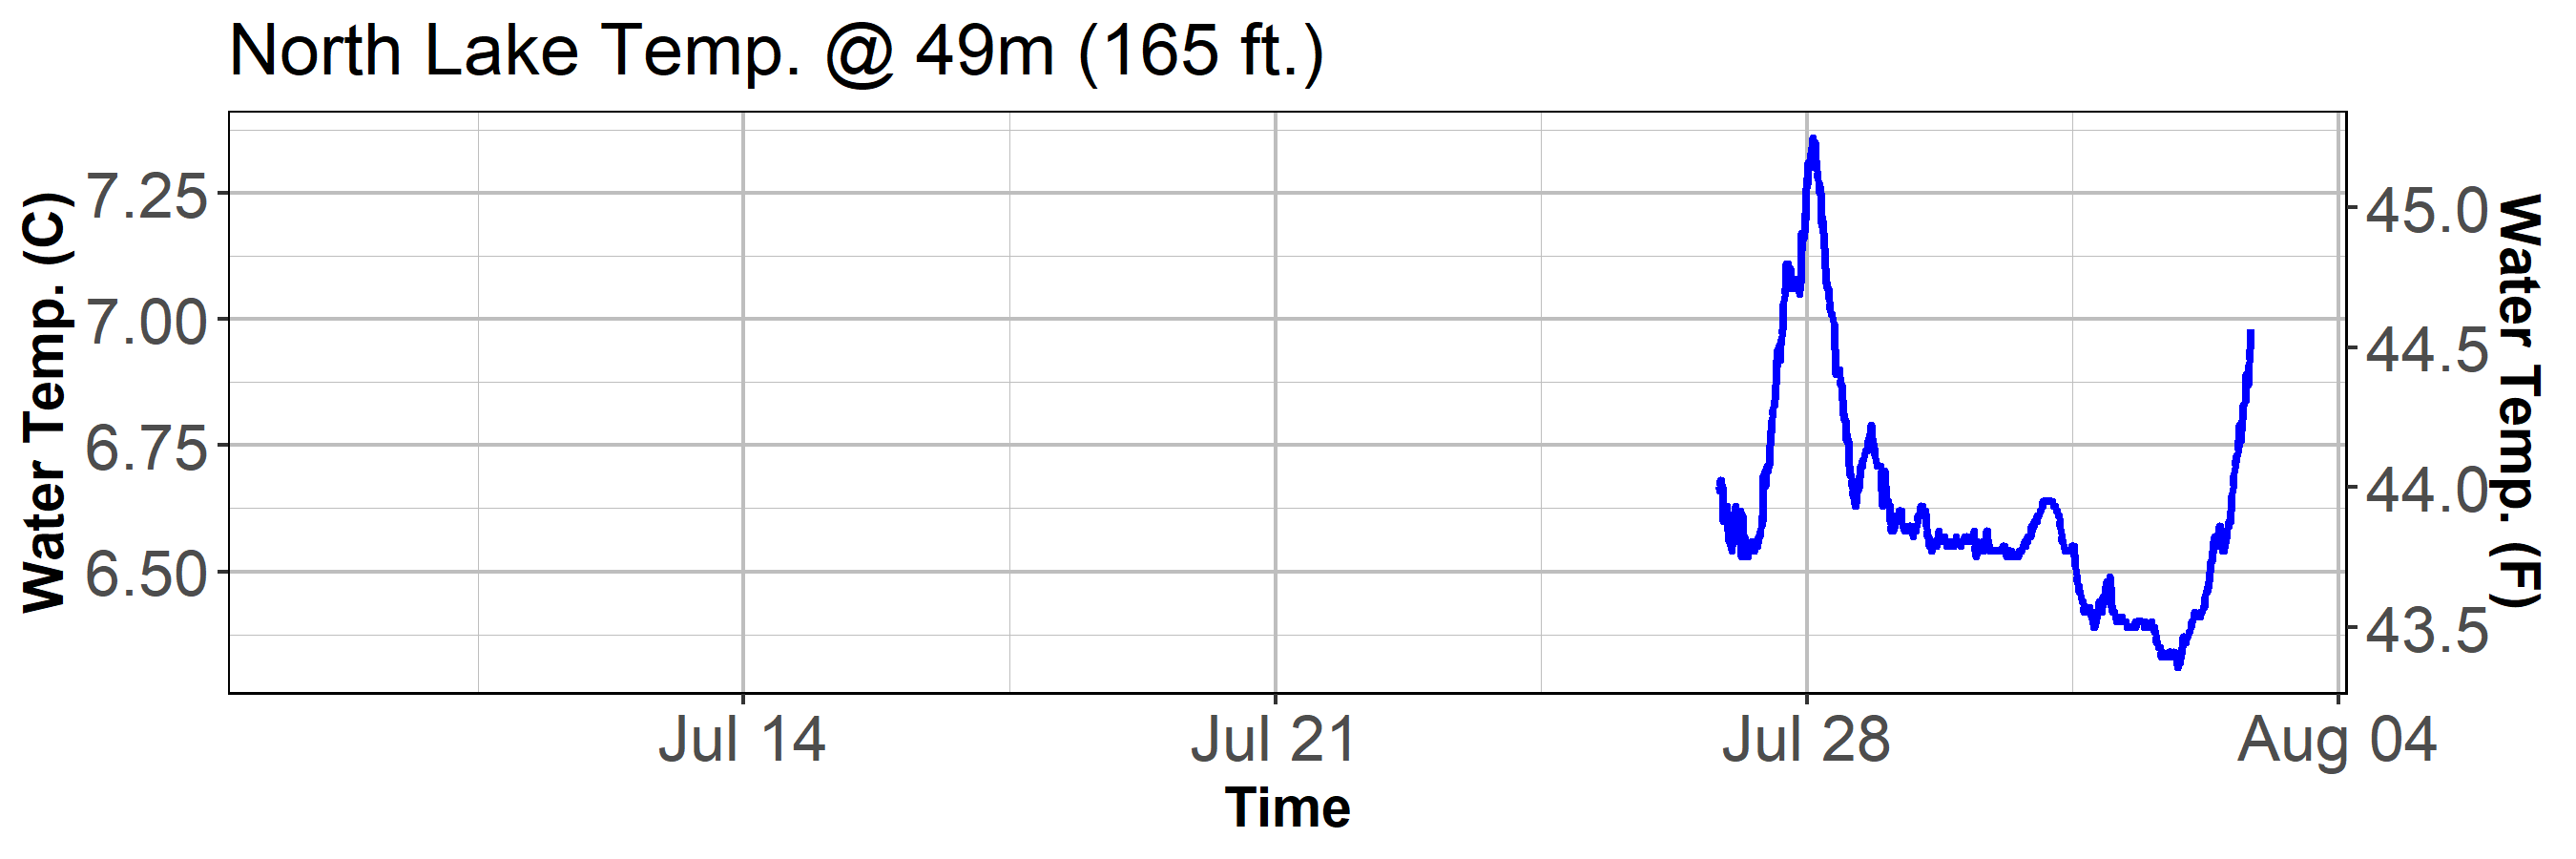 North Lake Temp. @ 49m (165 ft.)
Water Temp. (C)
7.25
7.00
6.75
6.50
45.0
44.5
44.0
43.5
Water Temp. (F)
Jul 14
Jul 21
Jul 28
Aug 04
Time